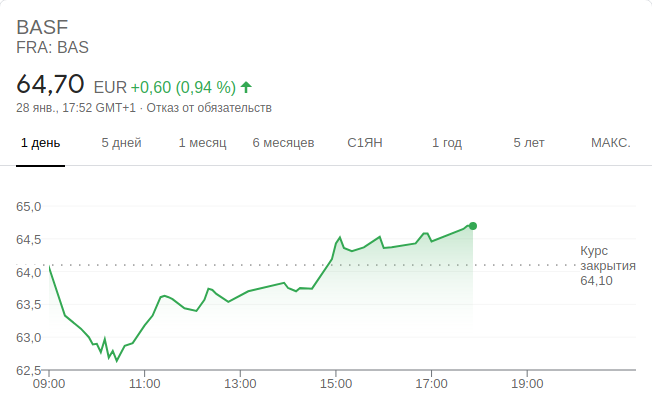 BASF
FRA: BAS
64,70 EUR +0,60 (0,94 %)
28 янв., 17:52 GMT+1 · Отказ от обязательств
1 день 5 дней 1 месяц 6 месяцев С1ЯН 1 год 5 лет МАКС.
65,0
64,5
64,0
63,5
63,0
62,5
Курс
закрытия
64,10
09:00 11:00 13:00 15:00 17:00 19:00